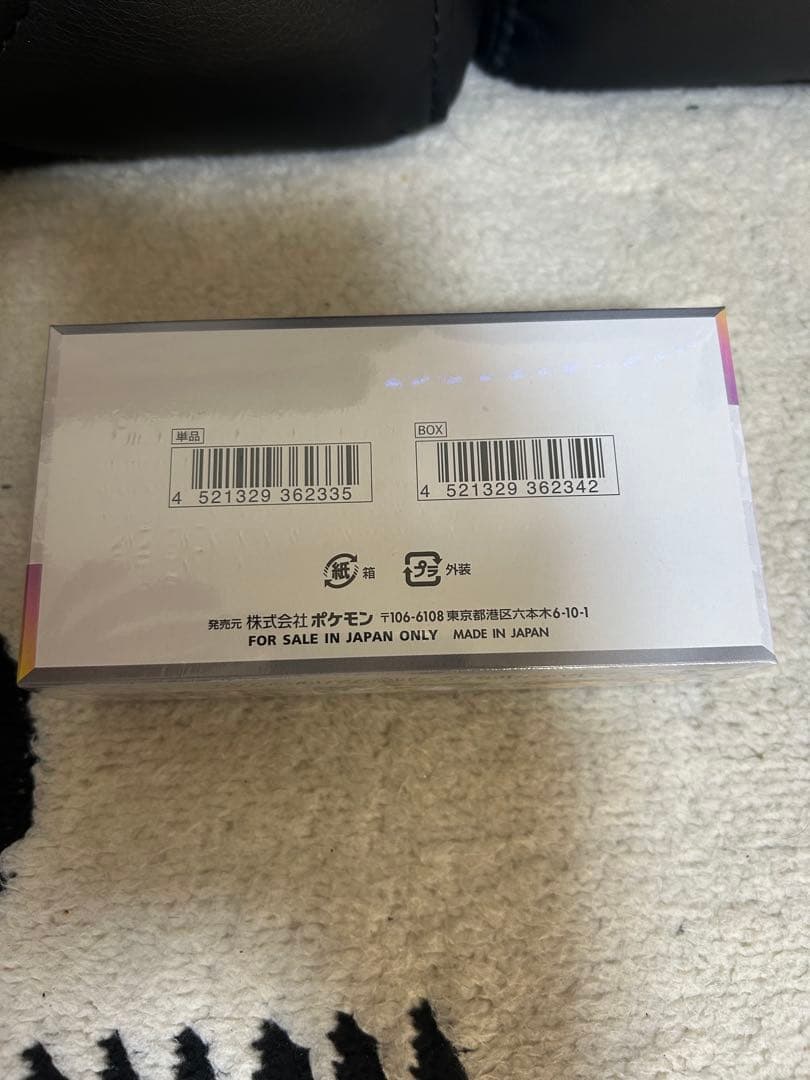 単品
4 521329 362335
BOX
4 521329 362342
紙 箱
プラ 外装
発売元 株式会社 ポケモン 〒106-6108 東京都港区六本木6-10-1
FOR SALE IN JAPAN ONLY MADE IN JAPAN